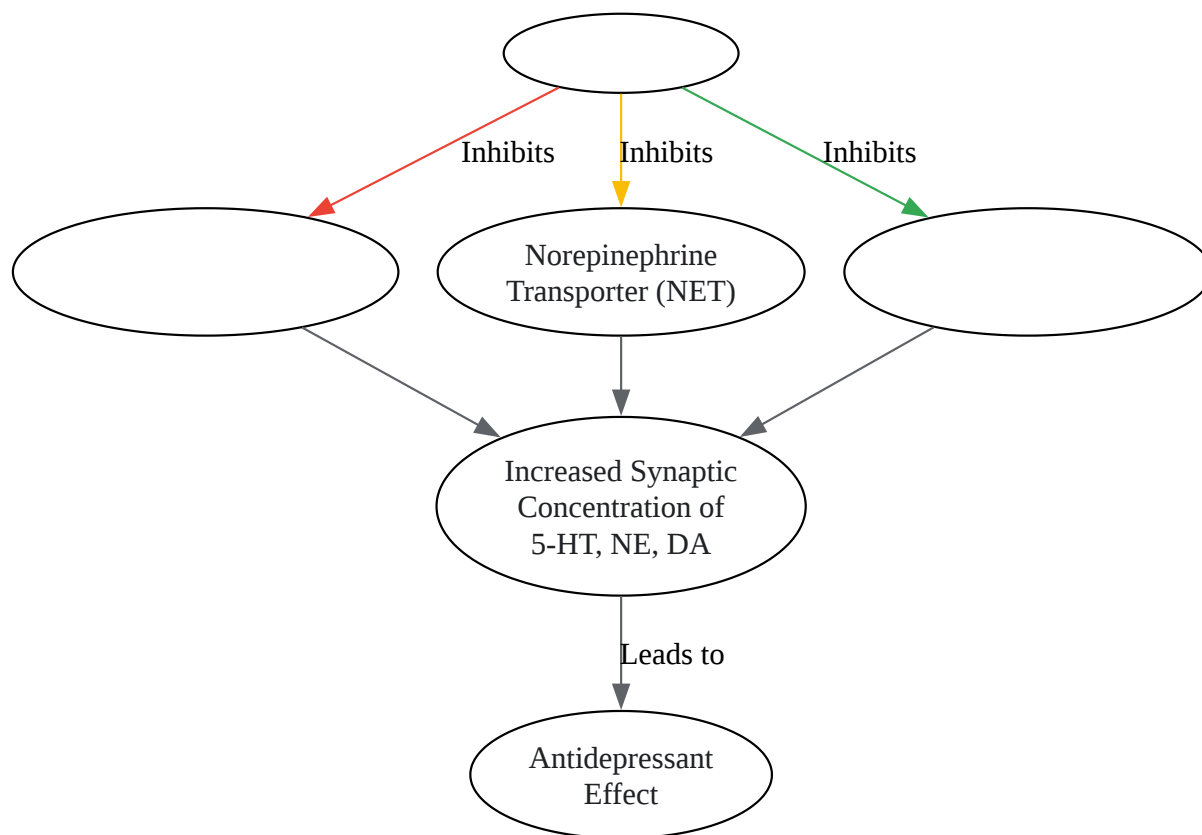 Inhibits
Inhibits
Inhibits
Norepinephrine
Transporter (NET)
Increased Synaptic
Concentration of
5-HT, NE, DA
Leads to
Antidepressant
Effect